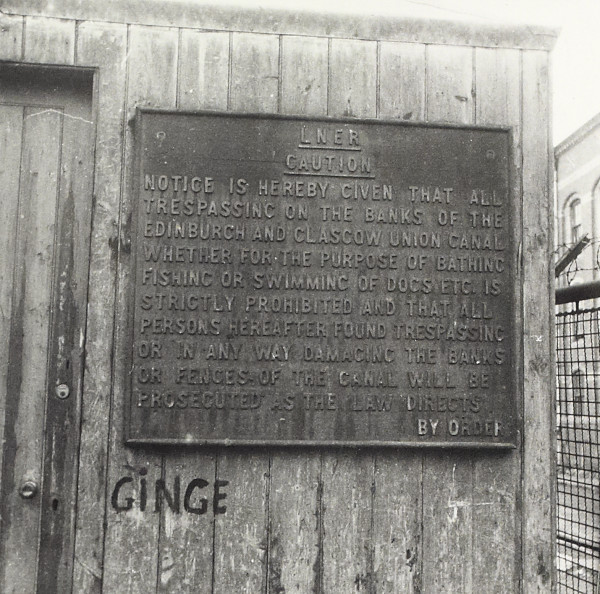 LNER
CAUTION
NOTICE IS HEREBY GIVEN THAT ALL
TRESPASSING ON THE BANKS OF THE
EDINBURGH AND GLASGOW UNION CANAL
WHETHER FOR THE PURPOSE OF BATHING
FISHING OR SWIMMING OF DOGS ETC. IS
STRICTLY PROHIBITED AND THAT ALL
PERSONS HEREAFTER FOUND TRESPASSING
OR IN ANY WAY DAMAGING THE BANKS
OR FENCES OF THE CANAL WILL BE
PROSECUTED AS THE LAW DIRECTS
BY ORDER
GiNGE